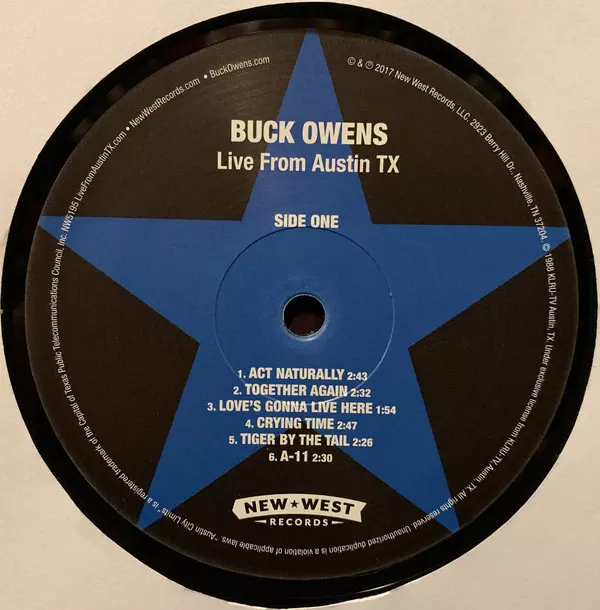 BUCK OWENS
Live From Austin TX
SIDE ONE
1. ACT NATURALLY 2:43
2. TOGETHER AGAIN 2:32
3. LOVE'S GONNA LIVE HERE 1:54
4. CRYING TIME 2:47
5. TIGER BY THE TAIL 2:26
6. A-11 2:30
NEW★WEST
RECORDS
© & ℗ 2017 New West Records, LLC, 2923 Berry Hill Dr., Nashville, TN 37204. © 1988 KLRU-TV Austin, TX. Under exclusive license from KLRU-TV Austin, TX. All rights reserved. Unauthorized duplication is a violation of applicable laws. "Austin City Limits" is a registered trademark of the Capital of Texas Public Telecommunications Council, Inc. NW5195 LiveFromAustinTX.com • NewWestRecords.com • BuckOwens.com